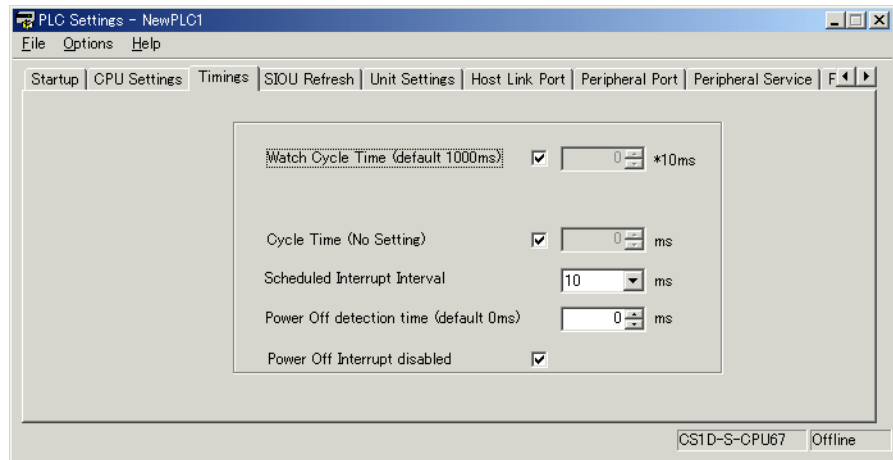 PLC Settings - NewPLC1
File Options Help
Startup CPU Settings Timings SIOU Refresh Unit Settings Host Link Port Peripheral Port Peripheral Service F
Watch Cycle Time (default 1000ms) 0 *10ms
Cycle Time (No Setting) 0 ms
Scheduled Interrupt Interval 10 ms
Power Off detection time (default 0ms) 0 ms
Power Off Interrupt disabled
CS1D-S-CPU67 Offline